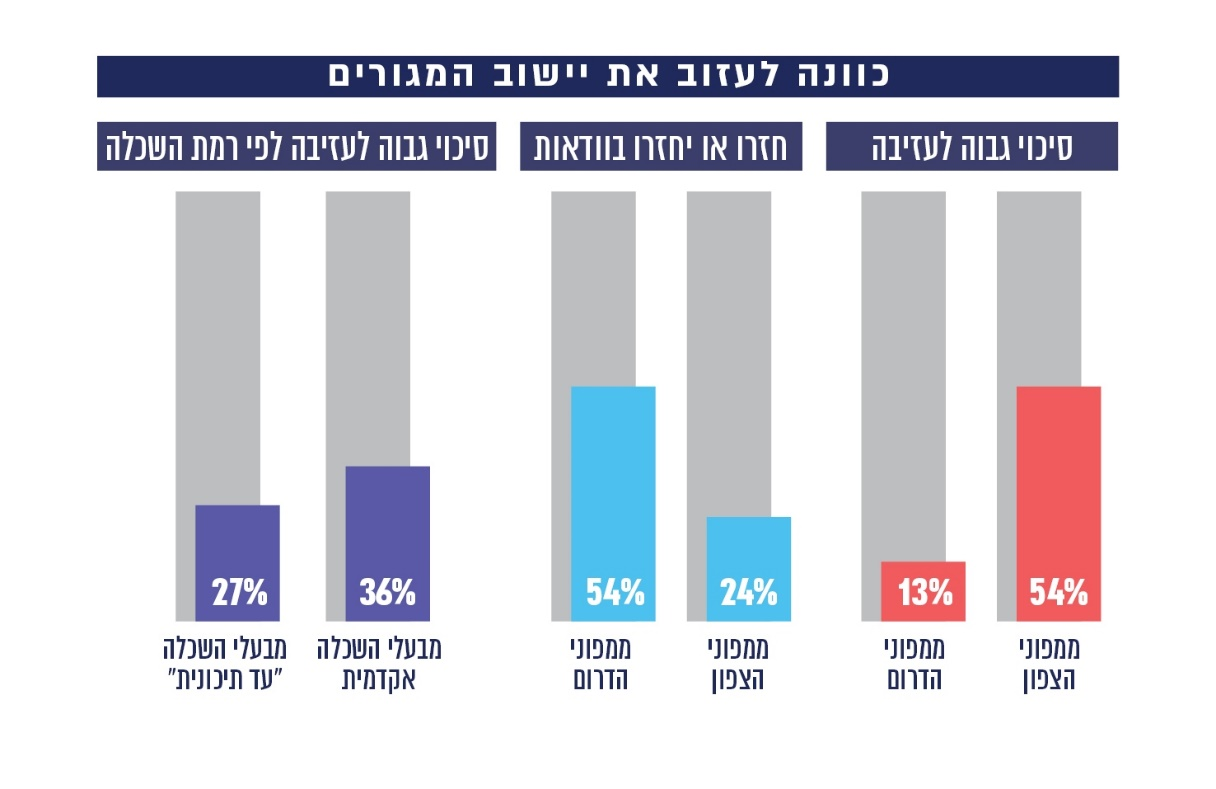 כוונה לעזוב את יישוב המגורים
סיכוי גבוה לעזיבה
54%
ממפוני
הצפון
13%
ממפוני
הדרום
חזרו או יחזרו בוודאות
24%
ממפוני
הצפון
54%
ממפוני
הדרום
סיכוי גבוה לעזיבה לפי רמת השכלה
36%
מבעלי השכלה
אקדמית
27%
מבעלי השכלה
"עד תיכונית"